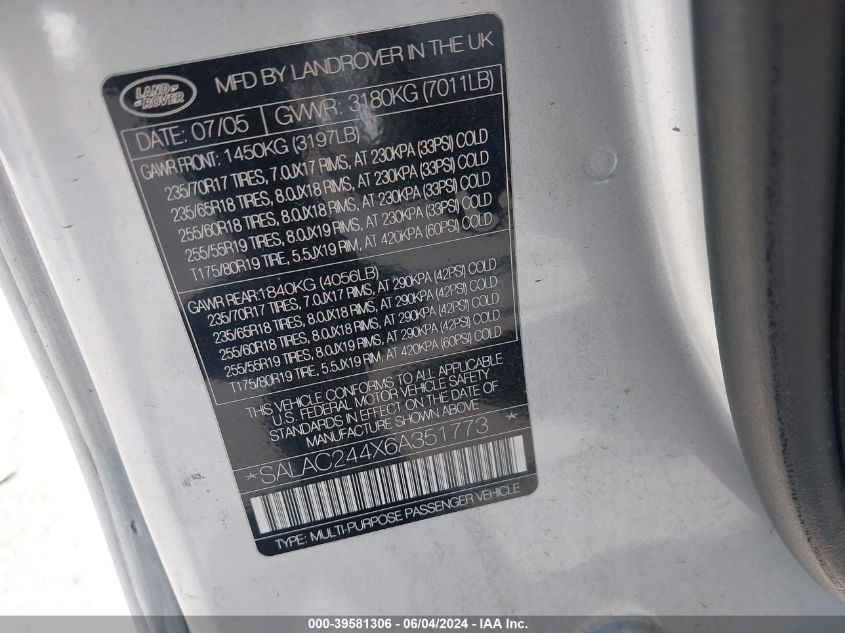 LAND ROVER
MFD BY LANDROVER IN THE UK
DATE: 07/05 GVWR: 3180KG (7011LB)
GAWR FRONT: 1450KG (3197LB)
235/70R17 TIRES, 7.0JX17 RIMS, AT 230KPA (33PSI) COLD
235/65R18 TIRES, 8.0JX18 RIMS, AT 230KPA (33PSI) COLD
255/60R18 TIRES, 8.0JX18 RIMS, AT 230KPA (33PSI) COLD
255/55R19 TIRES, 8.0JX19 RIMS, AT 230KPA (33PSI) COLD
T175/80R19 TIRE, 5.5JX19 RIM, AT 420KPA (60PSI) COLD
GAWR REAR: 1840KG (4056LB)
235/70R17 TIRES, 7.0JX17 RIMS, AT 290KPA (42PSI) COLD
235/65R18 TIRES, 8.0JX18 RIMS, AT 290KPA (42PSI) COLD
255/60R18 TIRES, 8.0JX18 RIMS, AT 290KPA (42PSI) COLD
255/55R19 TIRES, 8.0JX19 RIMS, AT 290KPA (42PSI) COLD
T175/80R19 TIRE, 5.5JX19 RIM, AT 420KPA (60PSI) COLD
THIS VEHICLE CONFORMS TO ALL APPLICABLE
U.S. FEDERAL MOTOR VEHICLE SAFETY
STANDARDS IN EFFECT ON THE DATE OF
MANUFACTURE SHOWN ABOVE
*SALAC244X6A351773*
TYPE: MULTI-PURPOSE PASSENGER VEHICLE
000-39581306 - 06/04/2024 - IAA Inc.